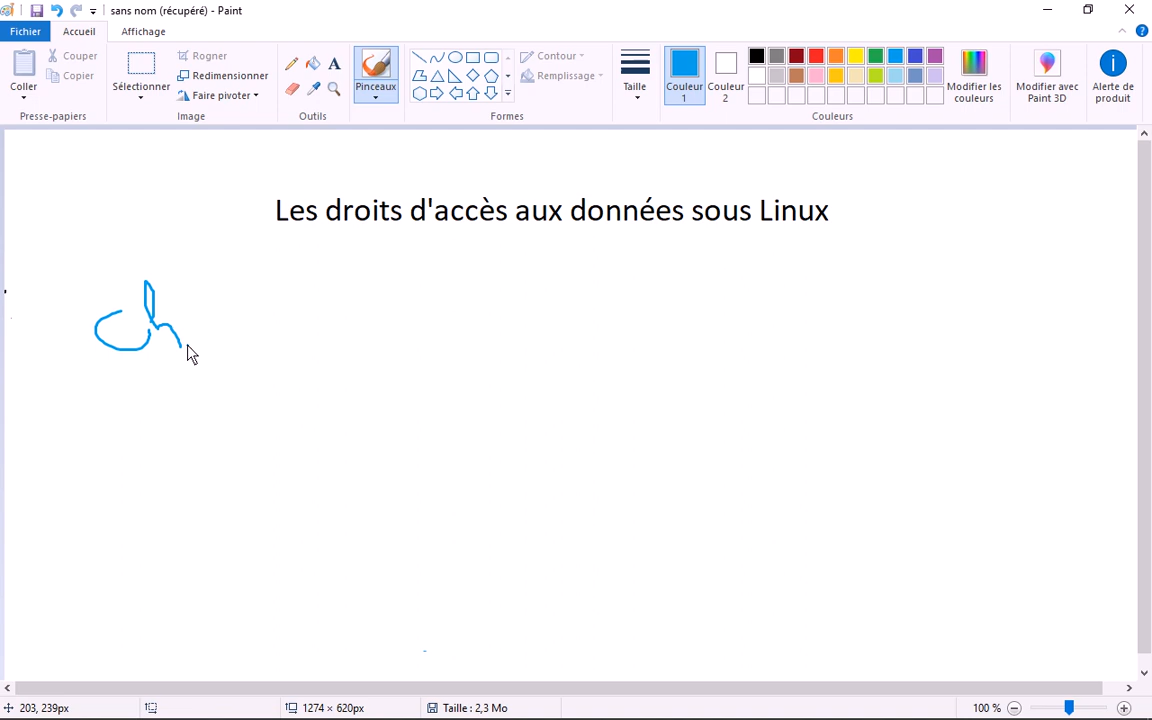 sans nom (récupéré) - Paint
Fichier Accueil Affichage
Coller
Couper
Copier
Presse-papiers
Sélectionner
Rogner
Redimensionner
Faire pivoter
Image
A
Outils
Pinceaux
Contour
Remplissage
Formes
Taille
Couleur 1
Couleur 2
Modifier les couleurs
Couleurs
Modifier avec Paint 3D
Alerte de produit
Les droits d'accès aux données sous Linux
ch
203, 239px
1274 × 620px
Taille : 2,3 Mo
100 %